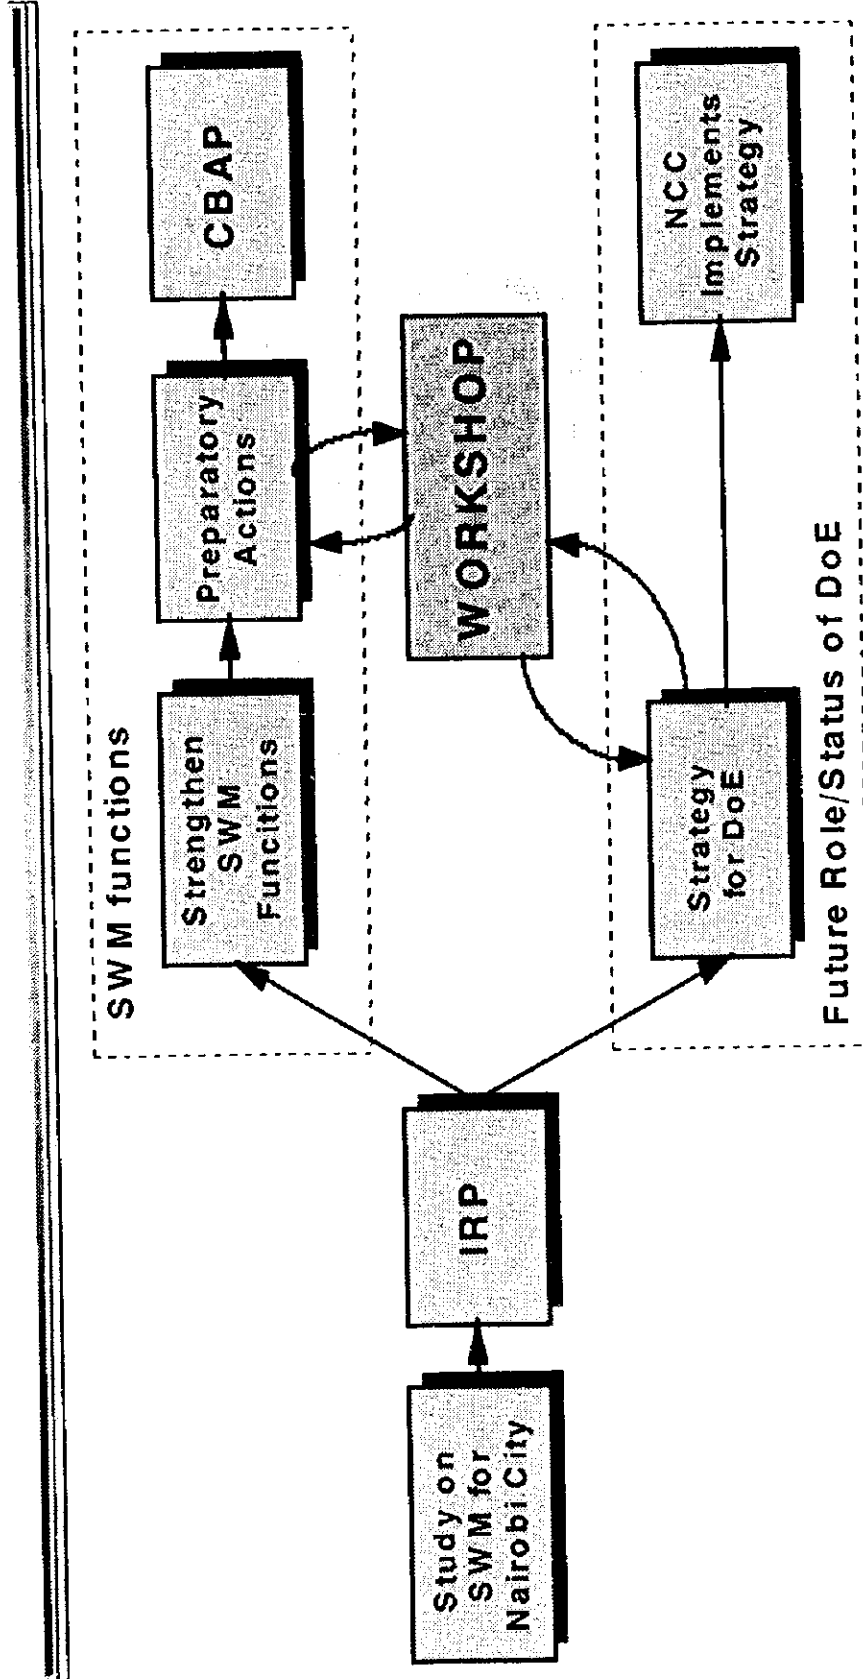 SWM functions
Strengthen
SWM
Funcitions
Preparatory
Actions
CBAP
Study on
SWM for
Nairobi City
IRP
WORKSHOP
Strategy
for DoE
NCC
Implements
Strategy
Future Role/Status of DoE